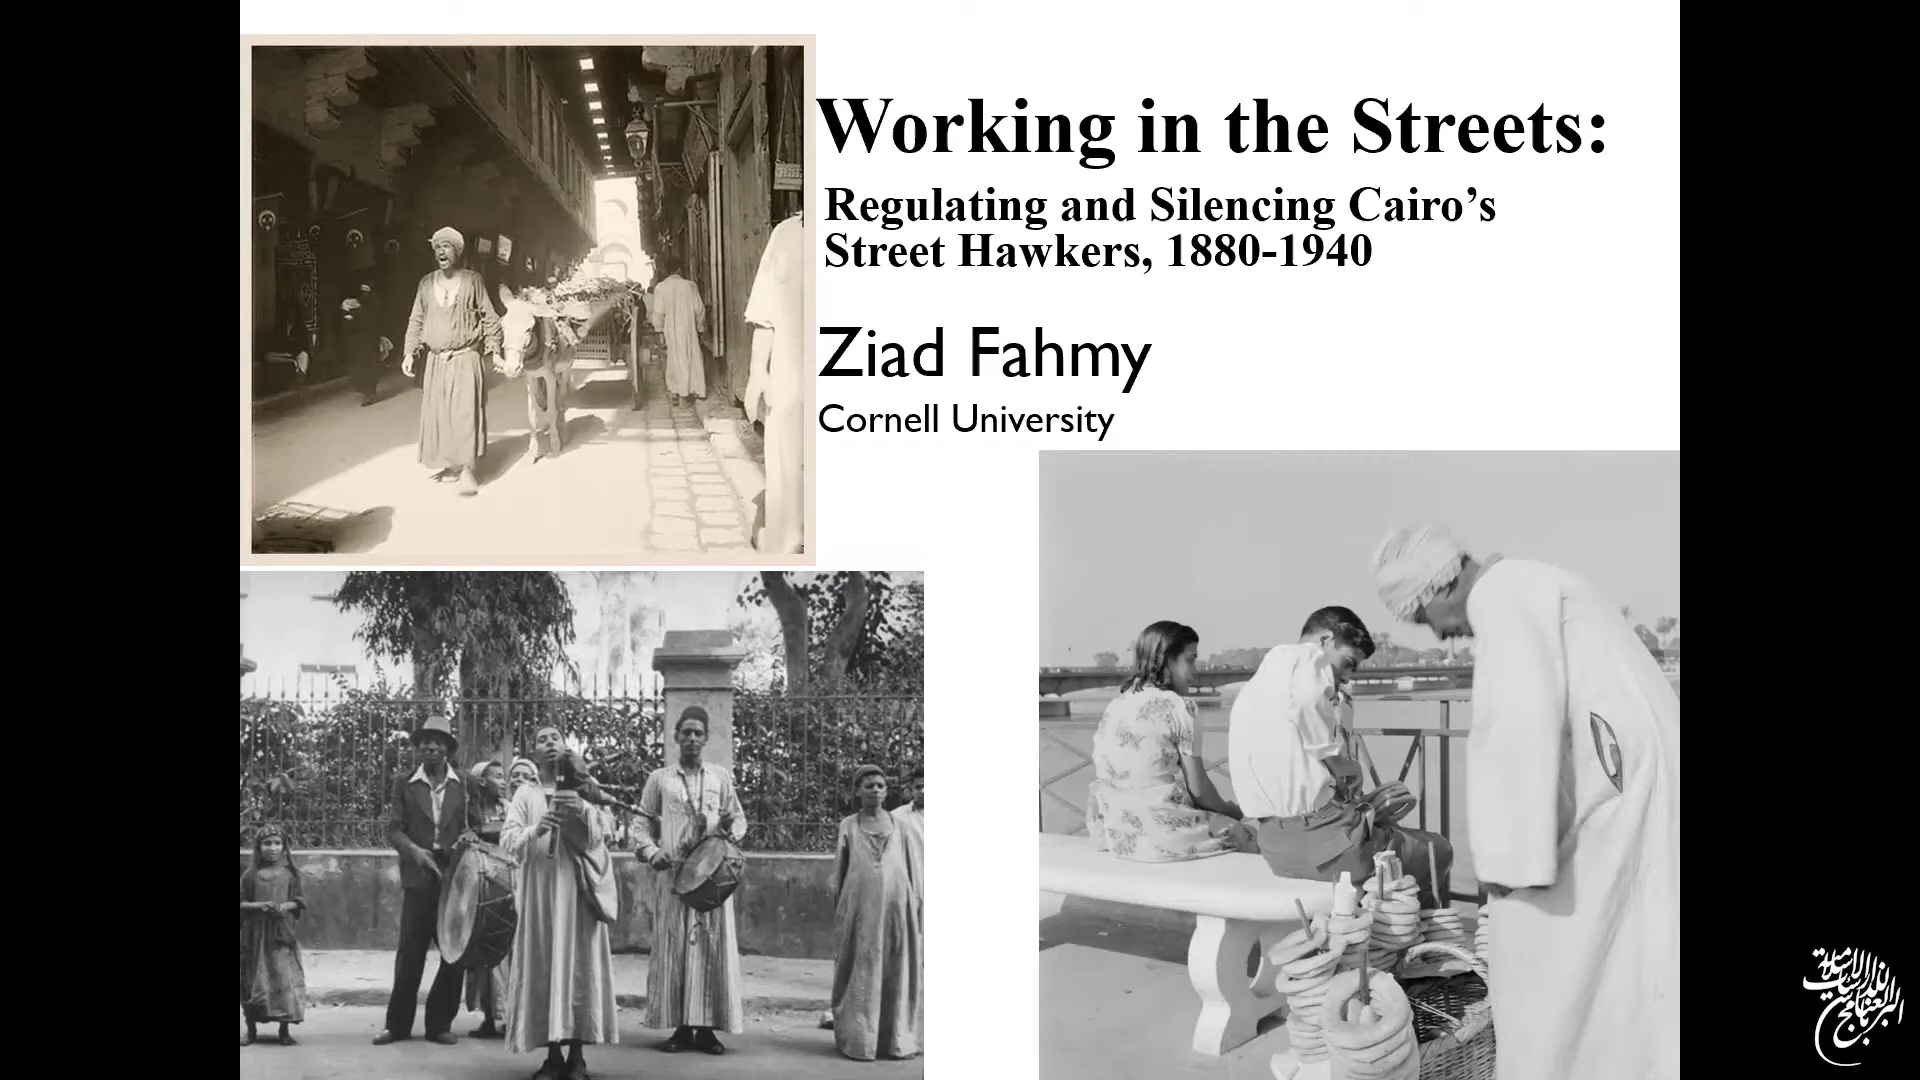 Working in the Streets:
Regulating and Silencing Cairo’s
Street Hawkers, 1880-1940
Ziad Fahmy
Cornell University